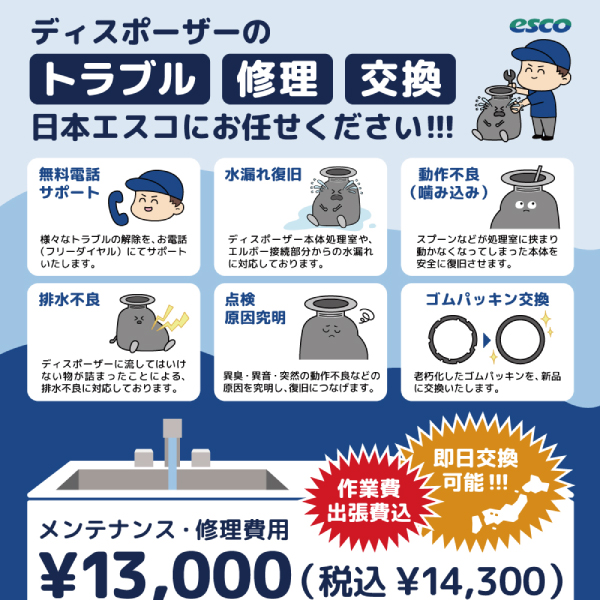 ディスポーザーの
esco
トラブル 修理 交換
日本エスコにお任せください!!!
無料電話
サポート
様々なトラブルの解除を、お電話
(フリーダイヤル)にてサポート
いたします。
水漏れ復旧
ディスポーザー本体処理室や、
エルボー接続部分からの水漏れ
に対応しております。
動作不良
(噛み込み)
スプーンなどが処理室に挟まり
動かなくなってしまった本体を
安全に復旧させます。
排水不良
ディスポーザーに流してはいけ
ない物が詰まったことによる、
排水不良に対応しております。
点検
原因究明
異臭・異音・突然の動作不良などの
原因を究明し、復旧につなげます。
ゴムパッキン交換
老朽化したゴムパッキンを、新品
に交換いたします。
即日交換
可能!!!
作業費
出張費込
メンテナンス・修理費用
¥13,000(税込 ¥14,300)